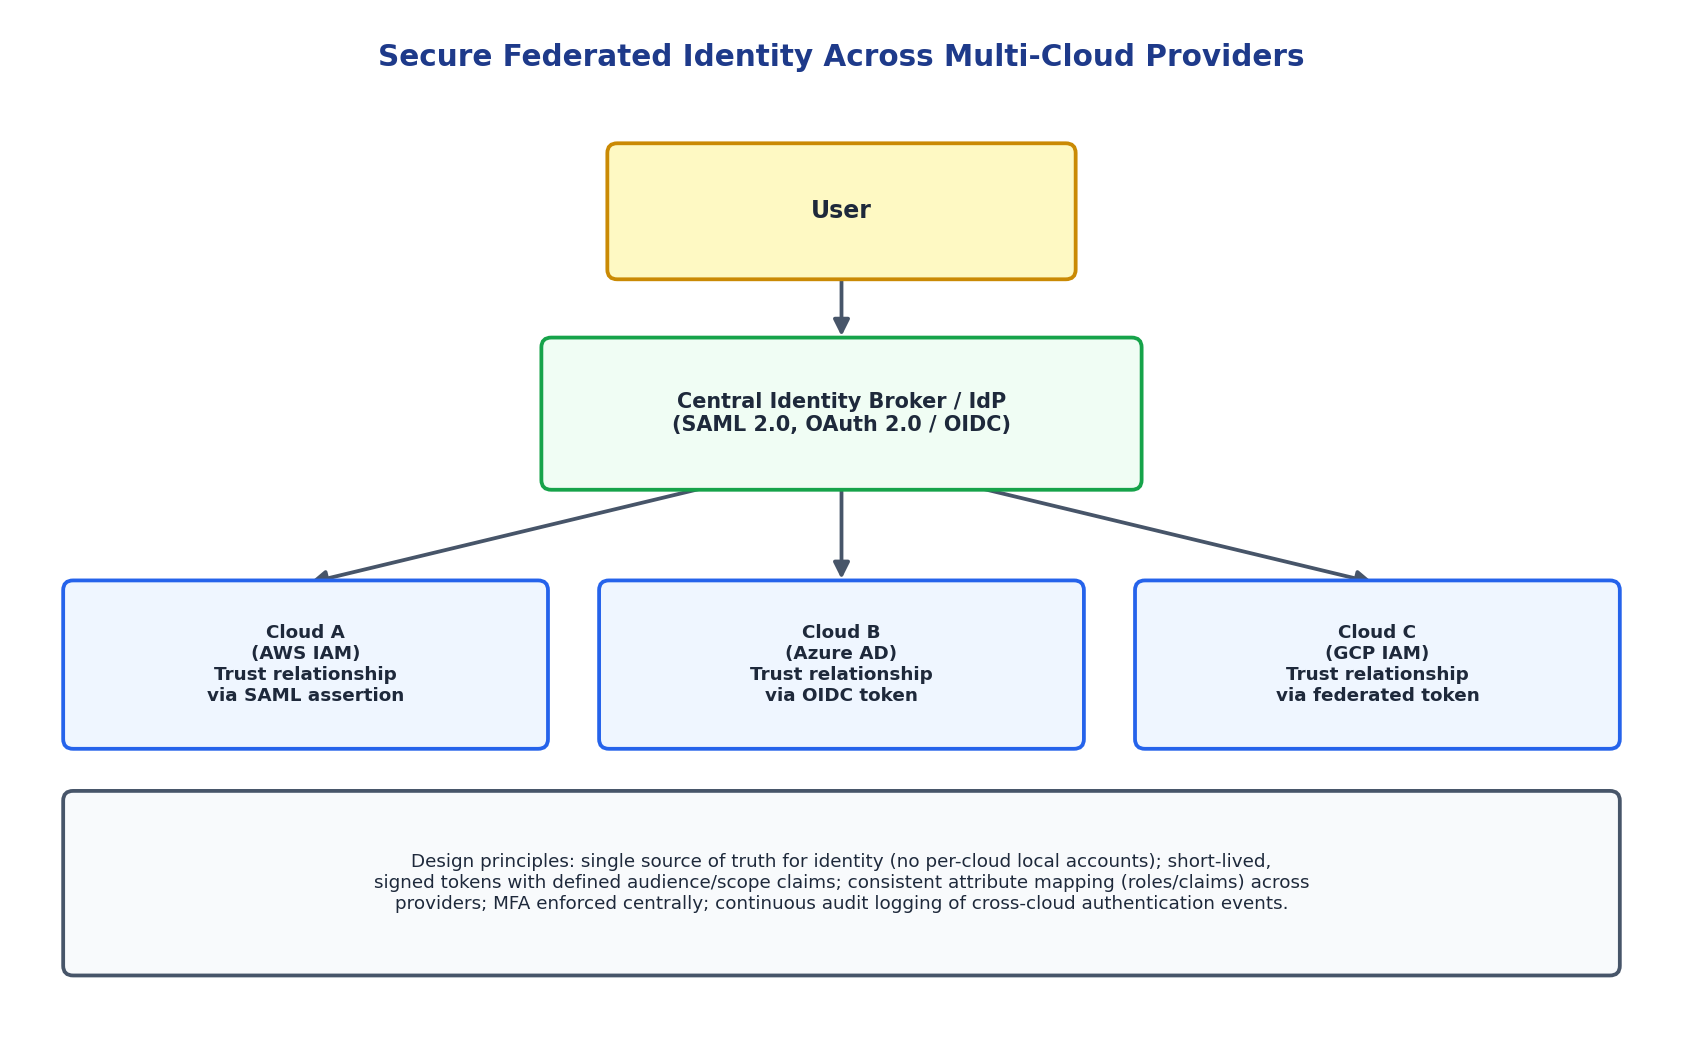 Secure Federated Identity Across Multi-Cloud Providers
User
Central Identity Broker / IdP
(SAML 2.0, OAuth 2.0 / OIDC)
Cloud A
(AWS IAM)
Trust relationship
via SAML assertion
Cloud B
(Azure AD)
Trust relationship
via OIDC token
Cloud C
(GCP IAM)
Trust relationship
via federated token
Design principles: single source of truth for identity (no per-cloud local accounts); short-lived,
signed tokens with defined audience/scope claims; consistent attribute mapping (roles/claims) across
providers; MFA enforced centrally; continuous audit logging of cross-cloud authentication events.